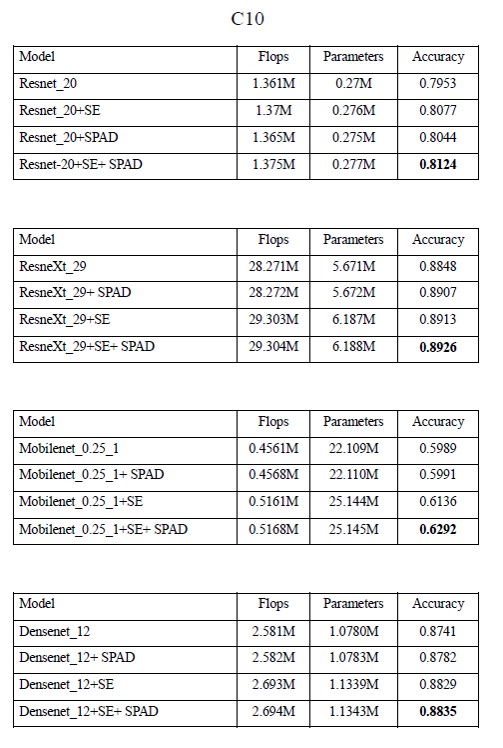 C10
Model Flops Parameters Accuracy
Resnet_20 1.361M 0.27M 0.7953
Resnet_20+SE 1.37M 0.276M 0.8077
Resnet_20+SPAD 1.365M 0.275M 0.8044
Resnet-20+SE+ SPAD 1.375M 0.277M 0.8124
Model Flops Parameters Accuracy
ResneXt_29 28.271M 5.671M 0.8848
ResneXt_29+ SPAD 28.272M 5.672M 0.8907
ResneXt_29+SE 29.303M 6.187M 0.8913
ResneXt_29+SE+ SPAD 29.304M 6.188M 0.8926
Model Flops Parameters Accuracy
Mobilenet_0.25_1 0.4561M 22.109M 0.5989
Mobilenet_0.25_1+ SPAD 0.4568M 22.110M 0.5991
Mobilenet_0.25_1+SE 0.5161M 25.144M 0.6136
Mobilenet_0.25_1+SE+ SPAD 0.5168M 25.145M 0.6292
Model Flops Parameters Accuracy
Densenet_12 2.581M 1.0780M 0.8741
Densenet_12+ SPAD 2.582M 1.0783M 0.8782
Densenet_12+SE 2.693M 1.1339M 0.8829
Densenet_12+SE+ SPAD 2.694M 1.1343M 0.8835